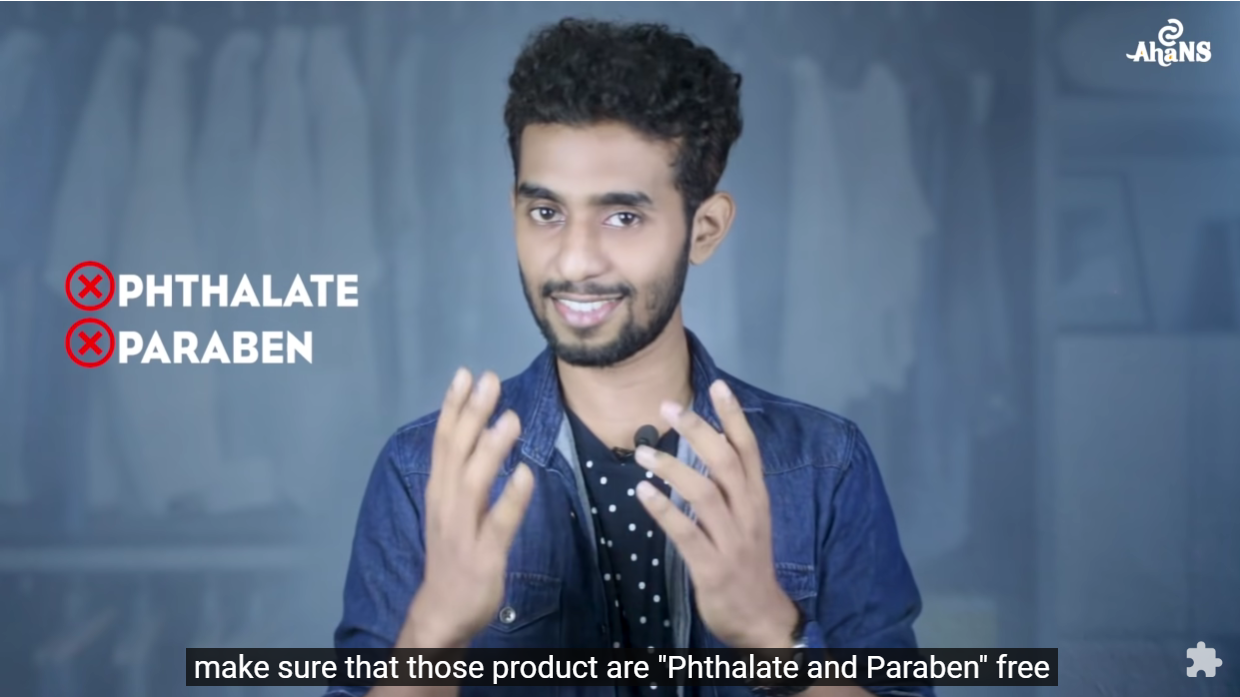 AhaNS
PHTHALATE
PARABEN
make sure that those product are "Phthalate and Paraben" free